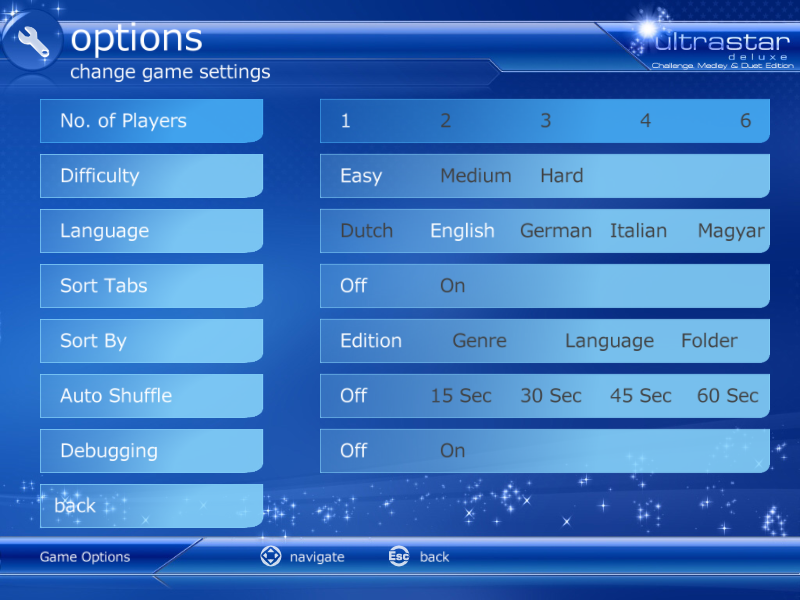 options
change game settings
ultrastar
deluxe
Challenge, Medley & Duet Edition
No. of Players 1 2 3 4 6
Difficulty Easy Medium Hard
Language Dutch English German Italian Magyar
Sort Tabs Off On
Sort By Edition Genre Language Folder
Auto Shuffle Off 15 Sec 30 Sec 45 Sec 60 Sec
Debugging Off On
back
Game Options navigate Esc back